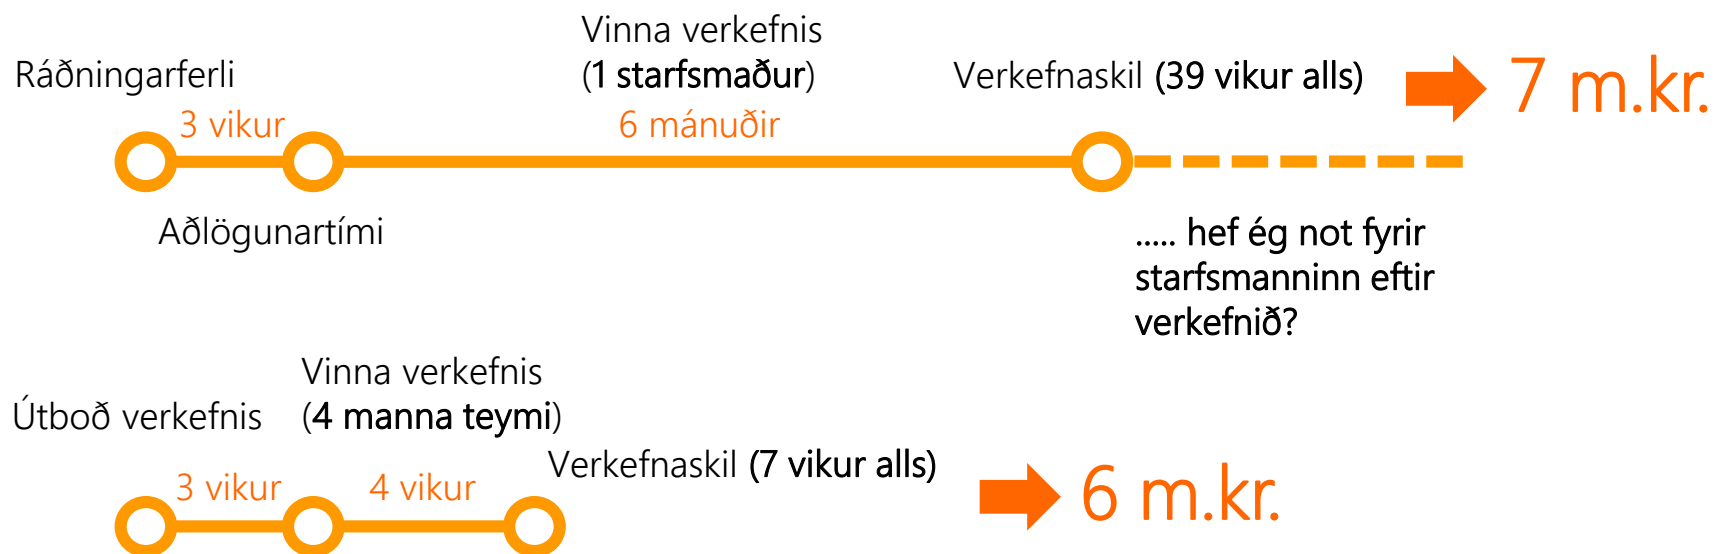 Ráðningarferli
3 vikur
Aðlögunartími
Vinna verkefnis
(1 starfsmaður)
6 mánuðir
Verkefnaskil (39 vikur alls)
7 m.kr.
..... hef ég not fyrir
starfsmanninn eftir
verkefnið?
Útboð verkefnis
3 vikur
Vinna verkefnis
(4 manna teymi)
4 vikur
Verkefnaskil (7 vikur alls)
6 m.kr.